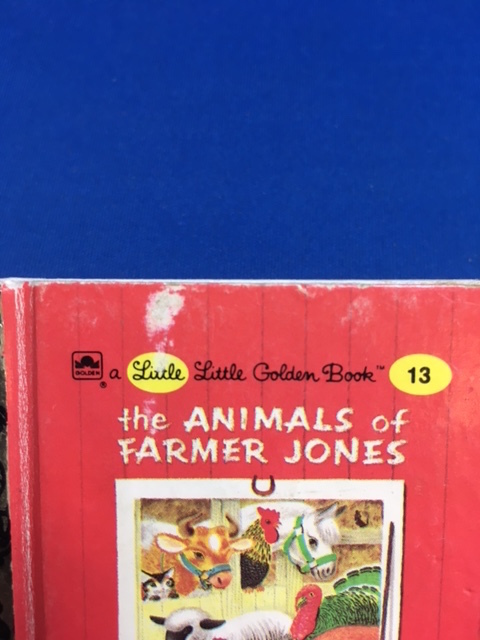 GOLDEN ® a Little Little Golden Book™ 13
the ANIMALS of
FARMER JONES